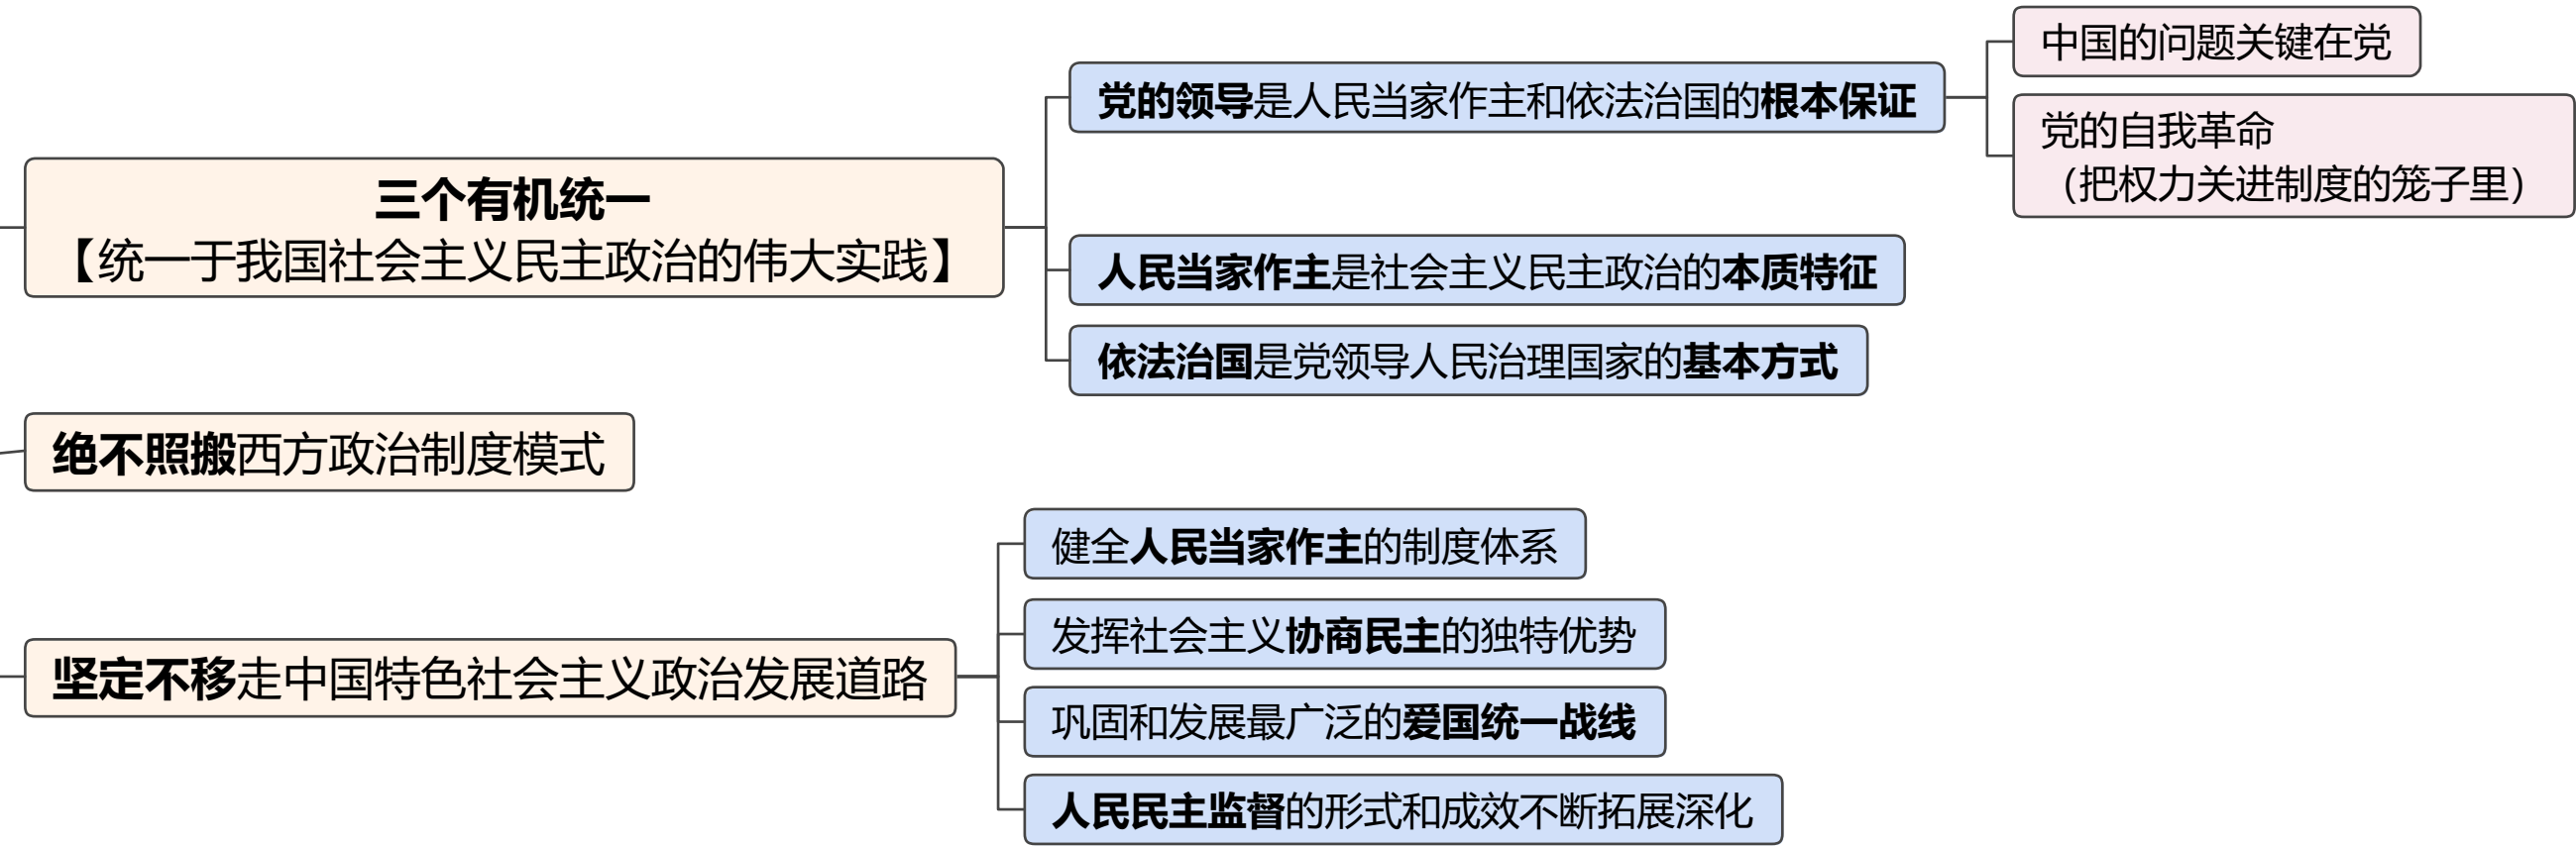 三个有机统一
【统一于我国社会主义民主政治的伟大实践】
党的领导是人民当家作主和依法治国的根本保证
中国的问题关键在党
党的自我革命
（把权力关进制度的笼子里）
人民当家作主是社会主义民主政治的本质特征
依法治国是党领导人民治理国家的基本方式
绝不照搬西方政治制度模式
坚定不移走中国特色社会主义政治发展道路
健全人民当家作主的制度体系
发挥社会主义协商民主的独特优势
巩固和发展最广泛的爱国统一战线
人民民主监督的形式和成效不断拓展深化